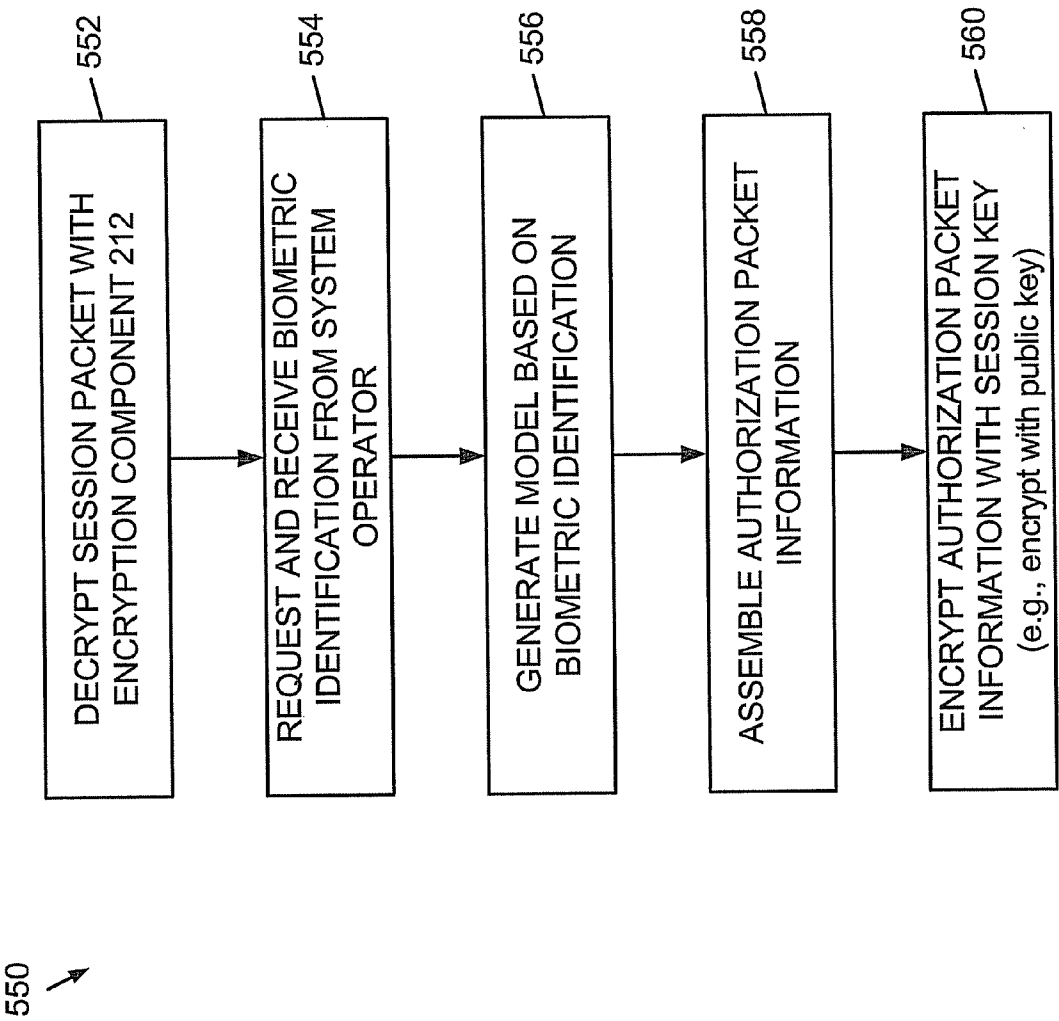 550
552
DECRYPT SESSION PACKET WITH
ENCRYPTION COMPONENT 212
554
REQUEST AND RECEIVE BIOMETRIC
IDENTIFICATION FROM SYSTEM
OPERATOR
556
GENERATE MODEL BASED ON
BIOMETRIC IDENTIFICATION
558
ASSEMBLE AUTHORIZATION PACKET
INFORMATION
560
ENCRYPT AUTHORIZATION PACKET
INFORMATION WITH SESSION KEY
(e.g., encrypt with public key)